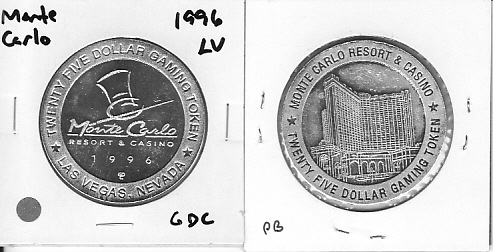 Monte
Carlo
1996
LV
TWENTY FIVE DOLLAR GAMING TOKEN
Monte Carlo
RESORT & CASINO
1996
LAS VEGAS, NEVADA
GDC
MONTE CARLO RESORT & CASINO
TWENTY FIVE DOLLAR GAMING TOKEN
PB